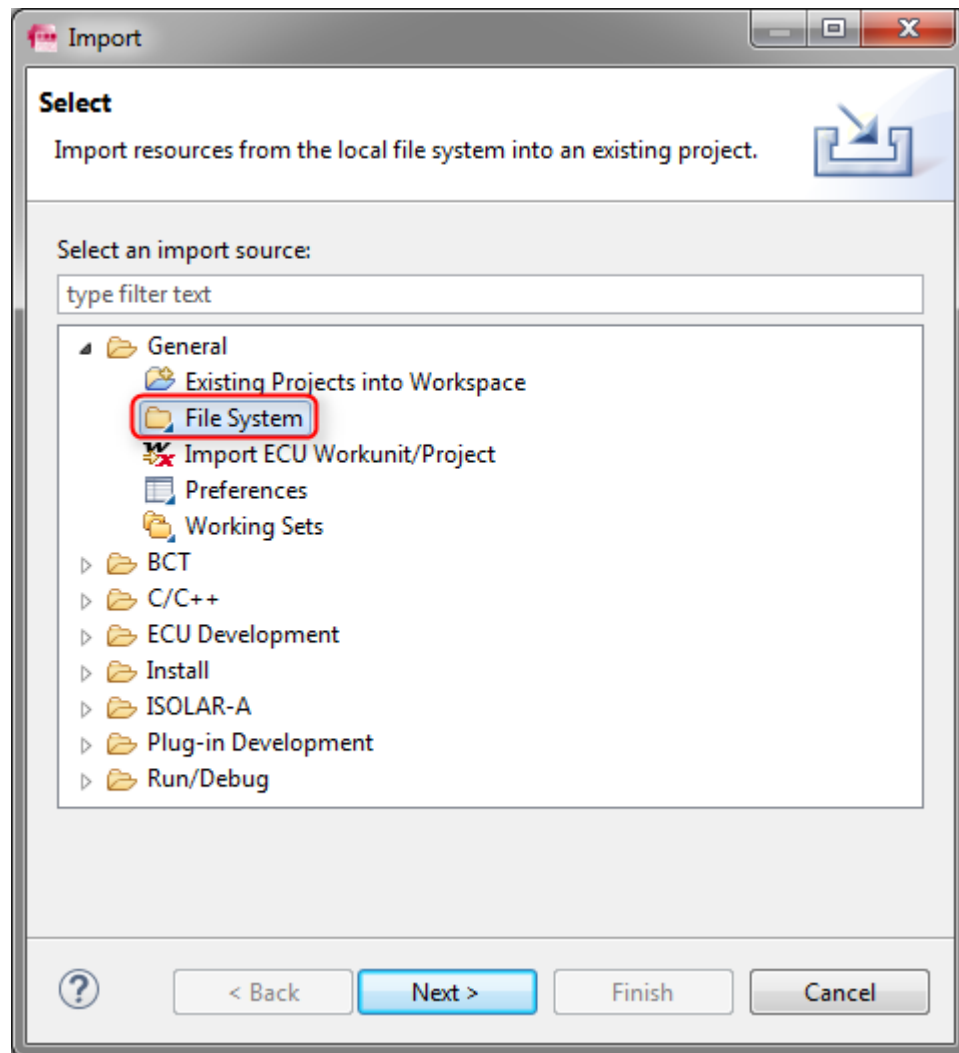 Import
Select
Import resources from the local file system into an existing project.
Select an import source:
type filter text
General
Existing Projects into Workspace
File System
Import ECU Workunit/Project
Preferences
Working Sets
BCT
C/C++
ECU Development
Install
ISOLAR-A
Plug-in Development
Run/Debug
? < Back Next > Finish Cancel